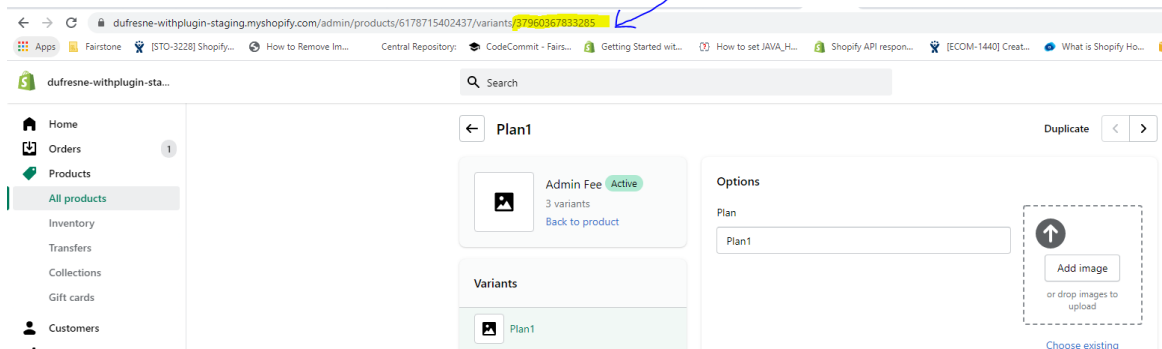 dufresne-withplugin-staging.myshopify.com/admin/products/6178715402437/variants/37960367833285
Apps Fairstone [STO-3228] Shopify... How to Remove Im... Central Repository: CodeCommit - Fairs... Getting Started wit... How to set JAVA_H... Shopify API respon... [ECOM-1440] Creat... What is Shopify Ho...
dufresne-withplugin-sta...
Search
Home
Orders 1
Products
All products
Inventory
Transfers
Collections
Gift cards
Customers
Plan1
Duplicate
Admin Fee Active
3 variants
Back to product
Variants
Plan1
Options
Plan
Plan1
Add image
or drop images to
upload
Choose existing